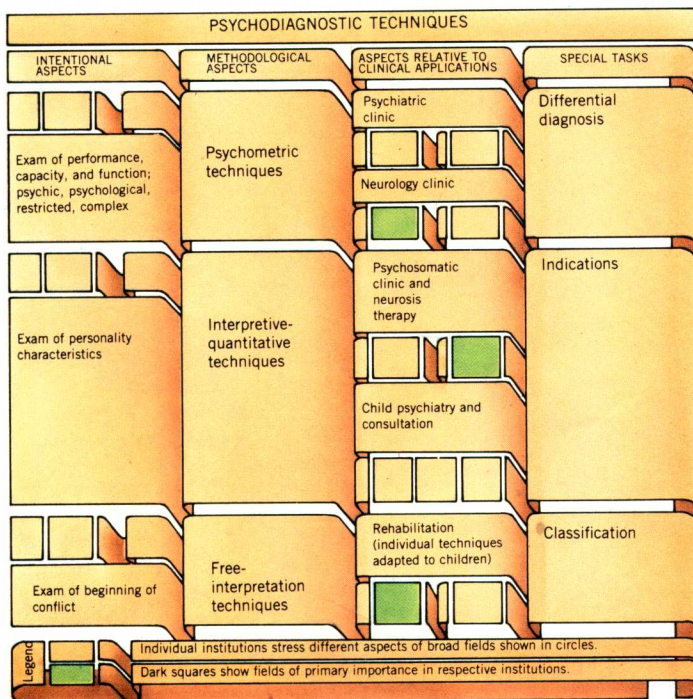 PSYCHODIAGNOSTIC TECHNIQUES
INTENTIONAL
ASPECTS
METHODOLOGICAL
ASPECTS
ASPECTS RELATIVE TO
CLINICAL APPLICATIONS
SPECIAL TASKS
Exam of performance,
capacity, and function;
psychic, psychological,
restricted, complex
Exam of personality
characteristics
Exam of beginning of
conflict
Psychometric
techniques
Interpretive-
quantitative
techniques
Free-
interpretation
techniques
Psychiatric
clinic
Neurology clinic
Psychosomatic
clinic and
neurosis
therapy
Child psychiatry and
consultation
Rehabilitation
(individual techniques
adapted to children)
Differential
diagnosis
Indications
Classification
Legend
Individual institutions stress different aspects of broad fields shown in circles.
Dark squares show fields of primary importance in respective institutions.